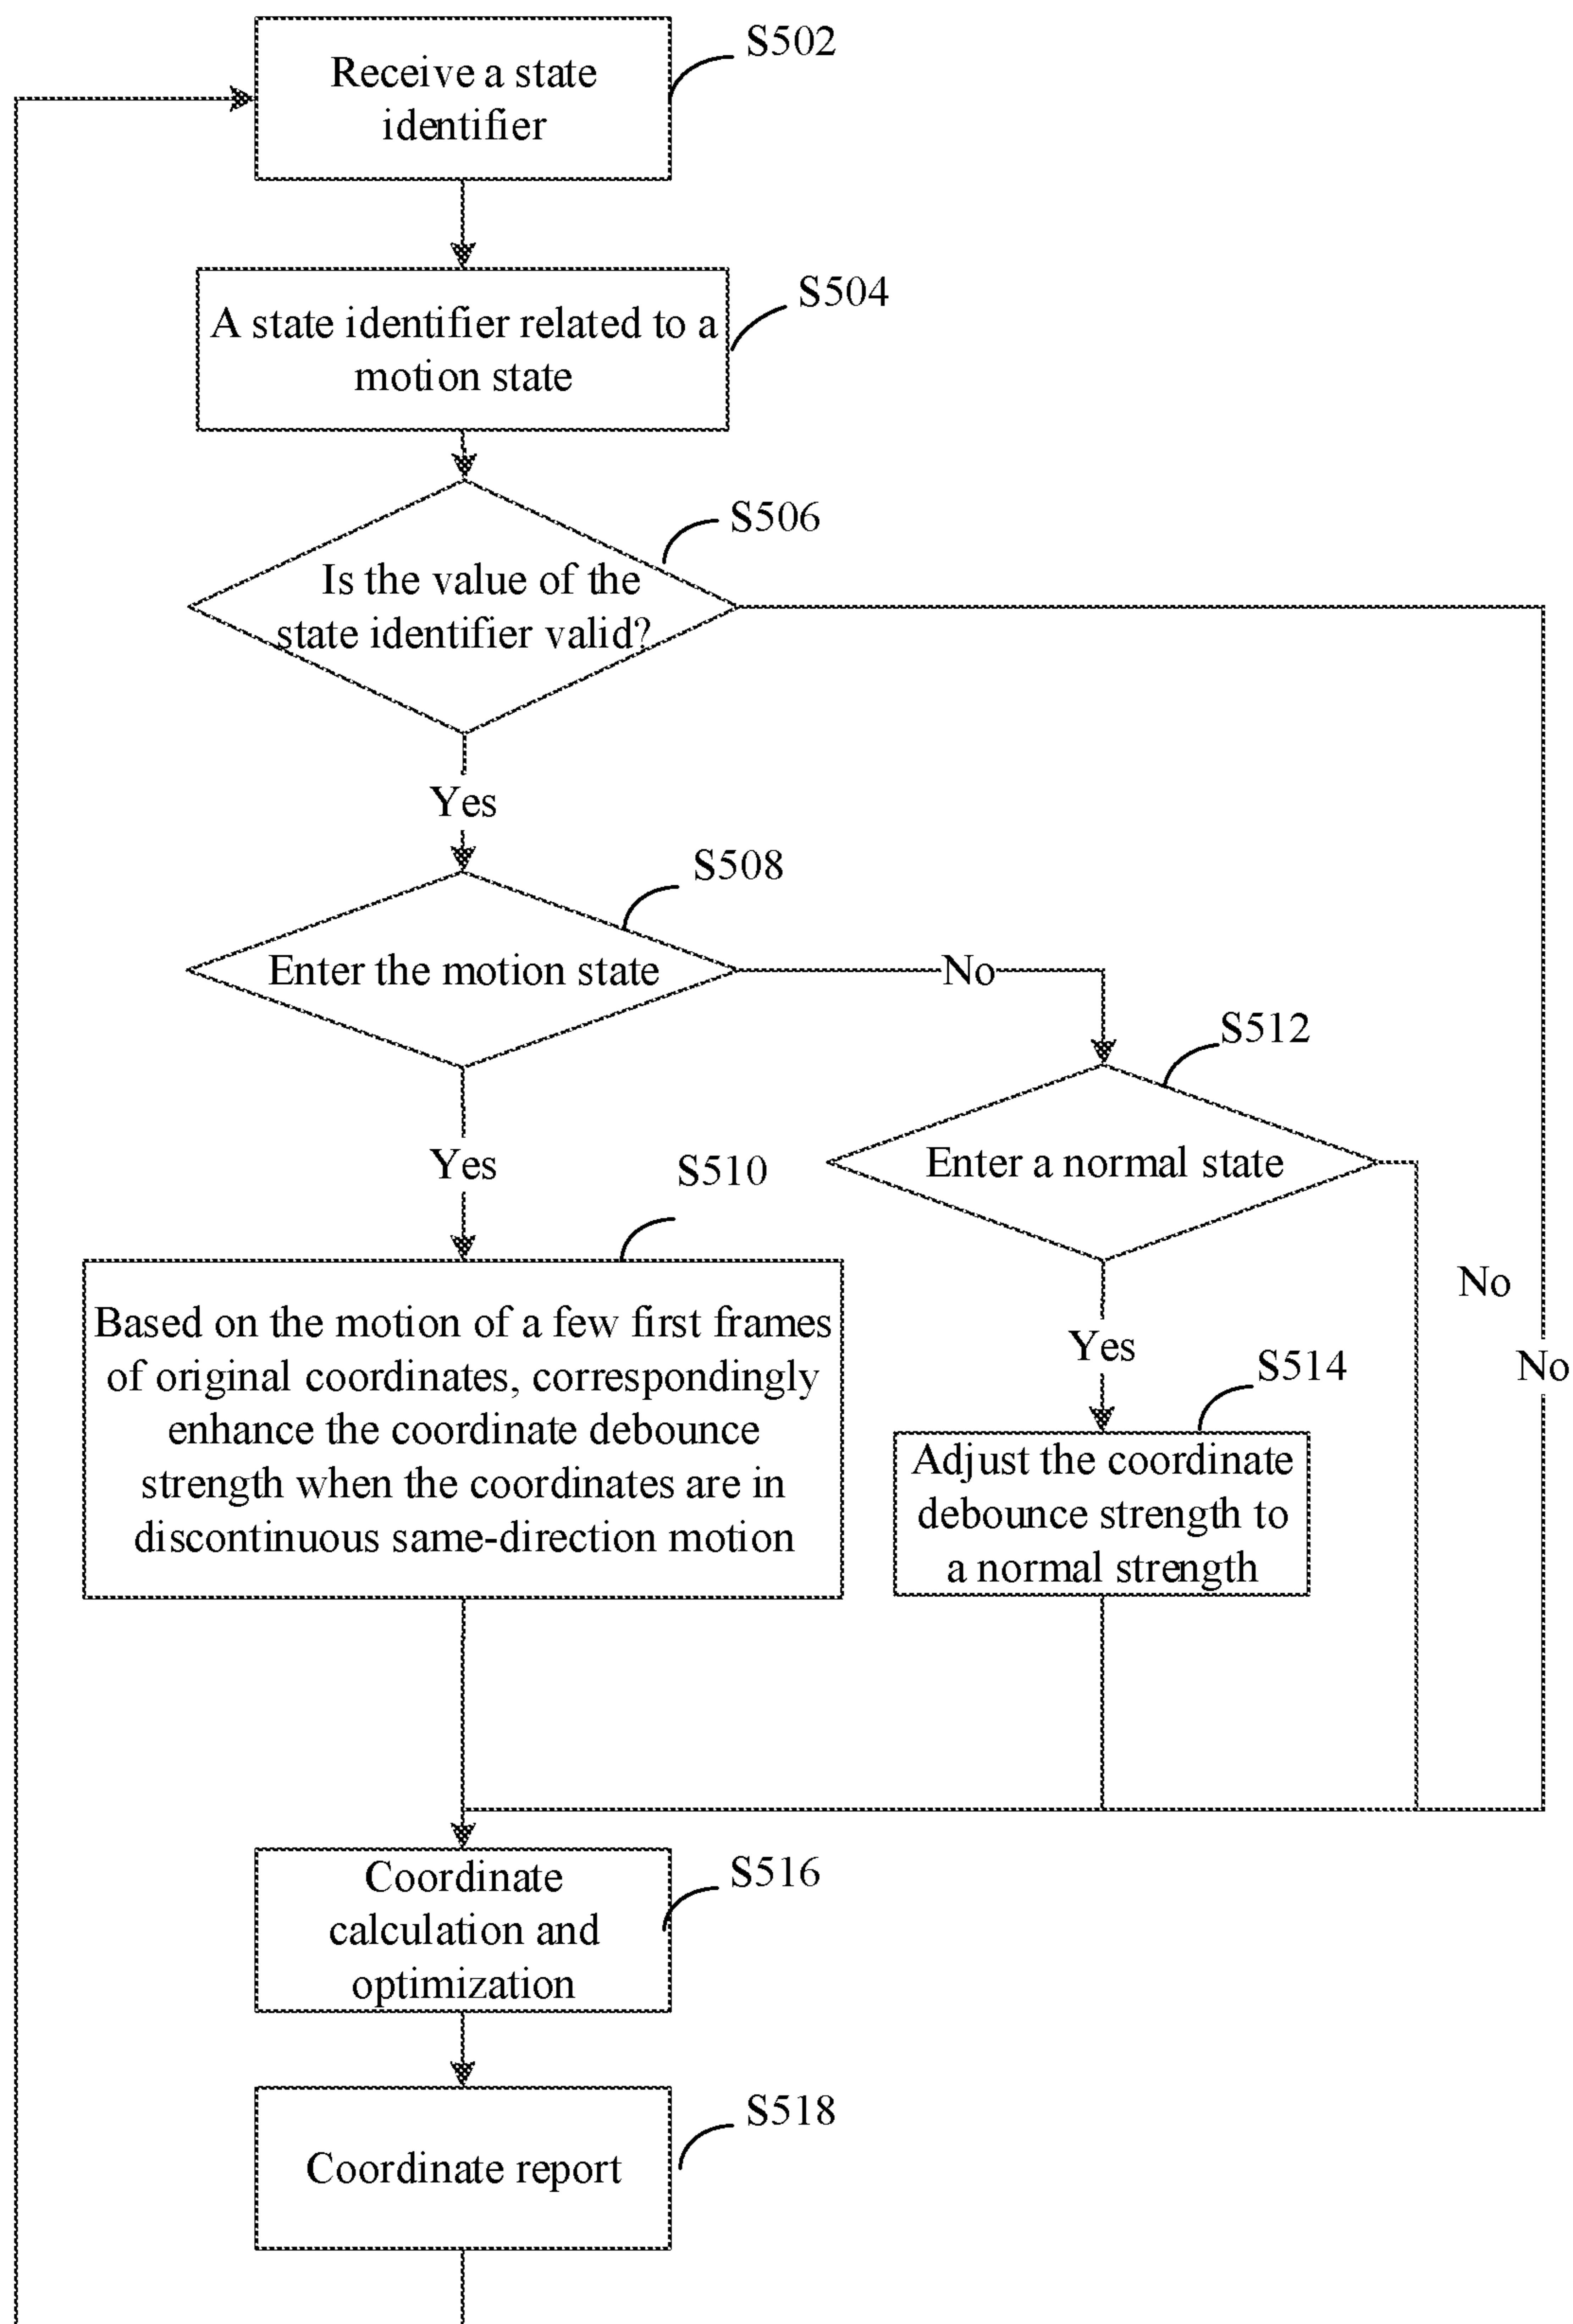 S502
Receive a state
identifier
S504
A state identifier related to a
motion state
S506
Is the value of the
state identifier valid?
Yes
S508
Enter the motion state
No
S512
Enter a normal state
Yes
S510
Based on the motion of a few first frames
of original coordinates, correspondingly
enhance the coordinate debounce
strength when the coordinates are in
discontinuous same-direction motion
No
Yes
No
S514
Adjust the coordinate
debounce strength to
a normal strength
S516
Coordinate
calculation and
optimization
S518
Coordinate report